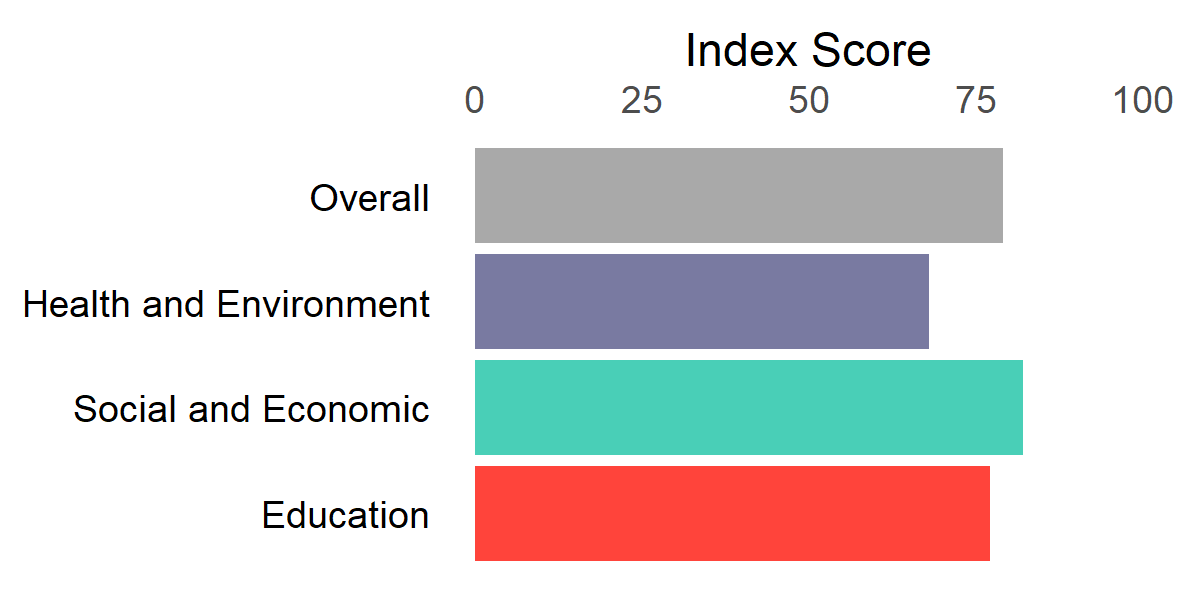 Index Score
0 25 50 75 100
Overall
Health and Environment
Social and Economic
Education